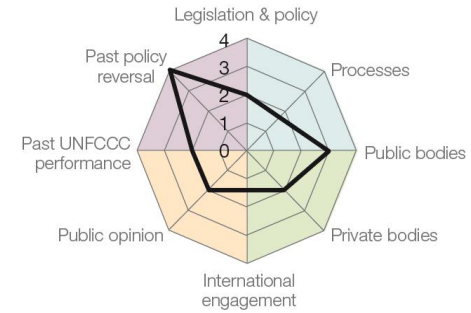 Legislation & policy
4
3
2
1
0
Past policy
reversal
Processes
Past UNFCCC
performance
Public bodies
Public opinion
Private bodies
International
engagement